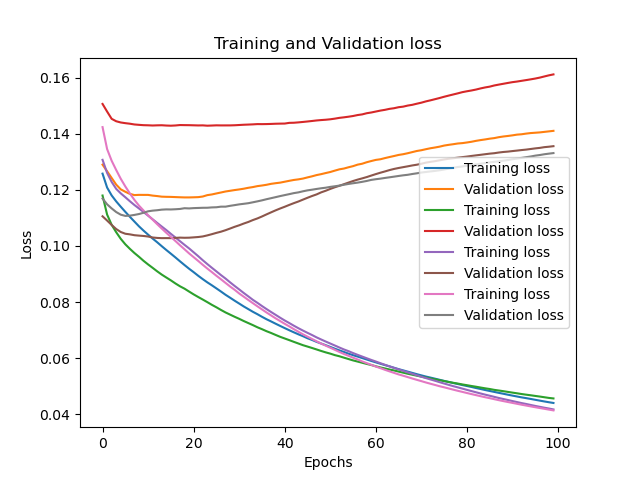 Training and Validation loss
Loss
0.16
0.14
0.12
0.10
0.08
0.06
0.04
Training loss
Validation loss
Training loss
Validation loss
Training loss
Validation loss
Training loss
Validation loss
0 20 40 60 80 100
Epochs